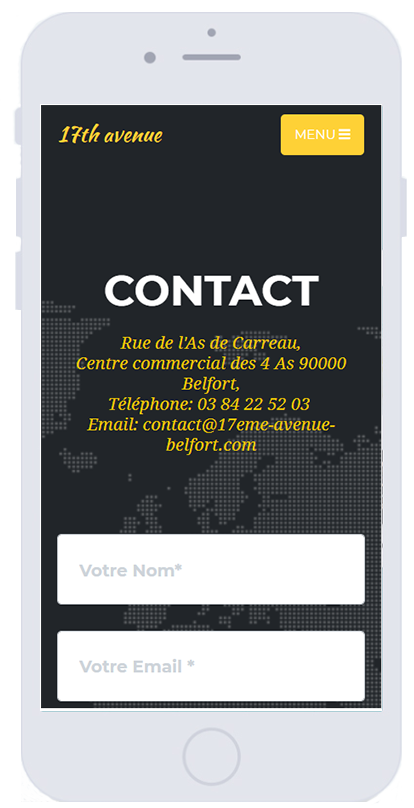 17th avenue
MENU
CONTACT
Rue de l'As de Carreau,
Centre commercial des 4 As 90000
Belfort,
Téléphone: 03 84 22 52 03
Email: contact@17eme-avenue-
belfort.com
Votre Nom*
Votre Email *